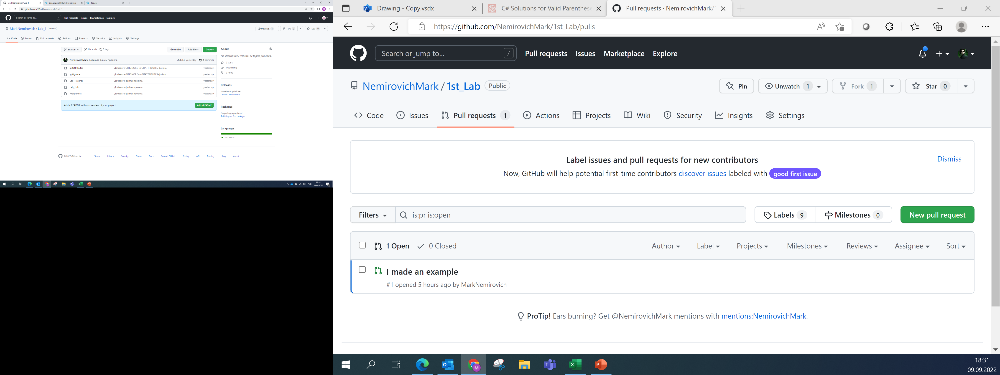 MarkNemirovich/Lab_1
Входящие | MISIS Groupware
Файлы
github.com/MarkNemirovich/Lab_1
Search or jump to...
/
Pull requests
Issues
Marketplace
Explore
MarkNemirovich / Lab_1
Private
Unwatch 1
Fork 0
Star 0
Code
Issues
Pull requests
Actions
Projects
Security
Insights
Settings
master
1 branch
0 tags
Go to file
Add file
Code
NemirovichMark Добавьте файлы проекта.
yesterday
2 commits
.gitattributes
Добавьте GITIGNORE- и GITATTRIBUTES-файлы.
yesterday
.gitignore
Добавьте GITIGNORE- и GITATTRIBUTES-файлы.
yesterday
Lab_1.csproj
Добавьте файлы проекта.
yesterday
Lab_1.sln
Добавьте файлы проекта.
yesterday
Program.cs
Добавьте файлы проекта.
yesterday
Add a README with an overview of your project.
Add a README
About
No description, website, or topics provided.
0 stars
1 watching
0 forks
Releases
No releases published
Create a new release
Packages
No packages published
Publish your first package
Languages
C# 100.0%
© 2022 GitHub, Inc.
Terms
Privacy
Security
Status
Docs
Contact GitHub
Pricing
API
Training
Blog
About
РУС
18:31
09.09.2022
Drawing - Copy.vsdx
C# Solutions for Valid Parenthese
Pull requests · NemirovichMark/1
https://github.com/NemirovichMark/1st_Lab/pulls
Search or jump to...
/
Pull requests
Issues
Marketplace
Explore
NemirovichMark / 1st_Lab
Public
Pin
Unwatch 1
Fork 1
Star 0
Code
Issues
Pull requests 1
Actions
Projects
Wiki
Security
Insights
Settings
Label issues and pull requests for new contributors
Dismiss
Now, GitHub will help potential first-time contributors discover issues labeled with good first issue
Filters
is:pr is:open
Labels 9
Milestones 0
New pull request
1 Open
0 Closed
Author
Label
Projects
Milestones
Reviews
Assignee
Sort
I made an example
#1 opened 5 hours ago by MarkNemirovich
ProTip! Ears burning? Get @NemirovichMark mentions with mentions:NemirovichMark.
18:31
09.09.2022